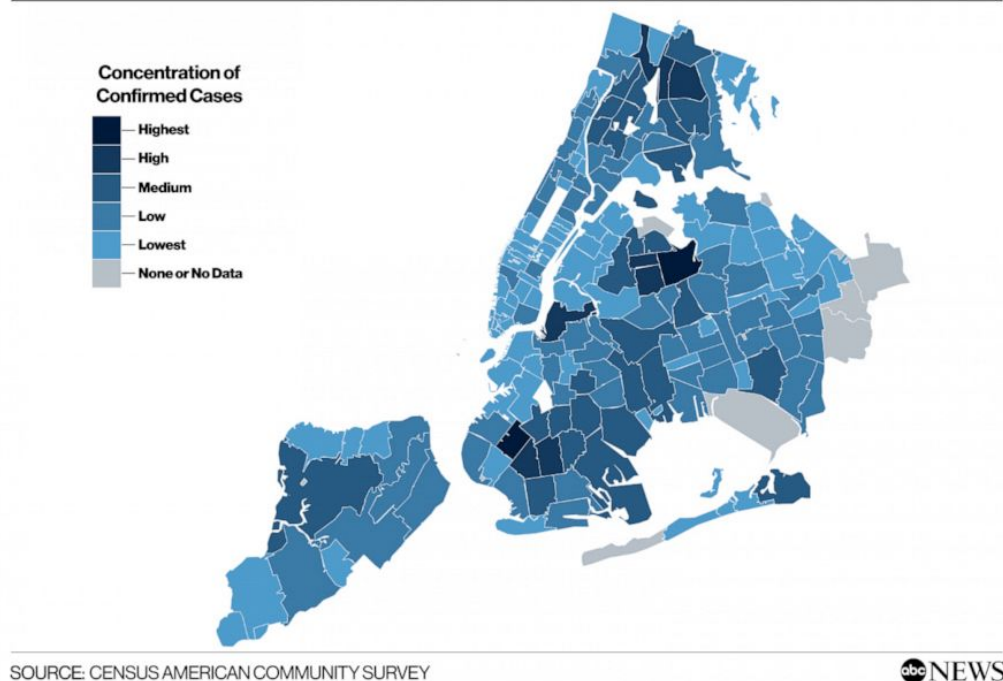 Concentration of
Confirmed Cases
Highest
High
Medium
Low
Lowest
None or No Data
SOURCE: CENSUS AMERICAN COMMUNITY SURVEY
abc NEWS